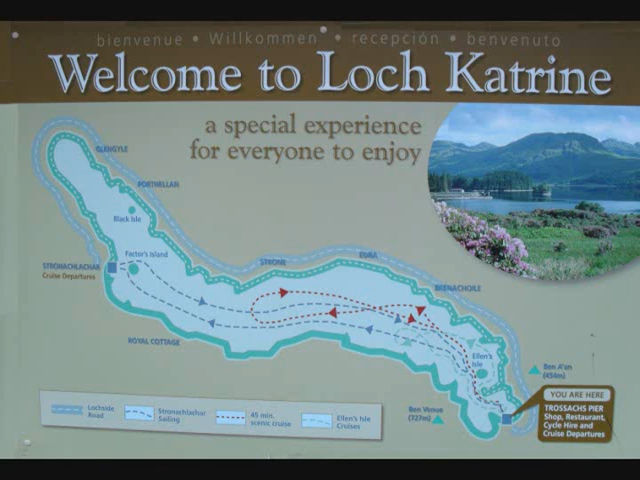 bienvenue • Willkommen • recepción • benvenuto
Welcome to Loch Katrine
a special experience
for everyone to enjoy
GLENGYLE
PORTNELLAN
Black Isle
Factor's Island
STRONACHLACHAR
Cruise Departures
STRONE
EDRA
BRENACHOILE
ROYAL COTTAGE
Ellen's
Isle
Ben A'an
(454m)
Ben Venue
(727m)
YOU ARE HERE
TROSSACHS PIER
Shop, Restaurant,
Cycle Hire and
Cruise Departures
Lochside
Road
Stronachlachar
Sailing
45 min.
scenic cruise
Ellen's Isle
Cruises